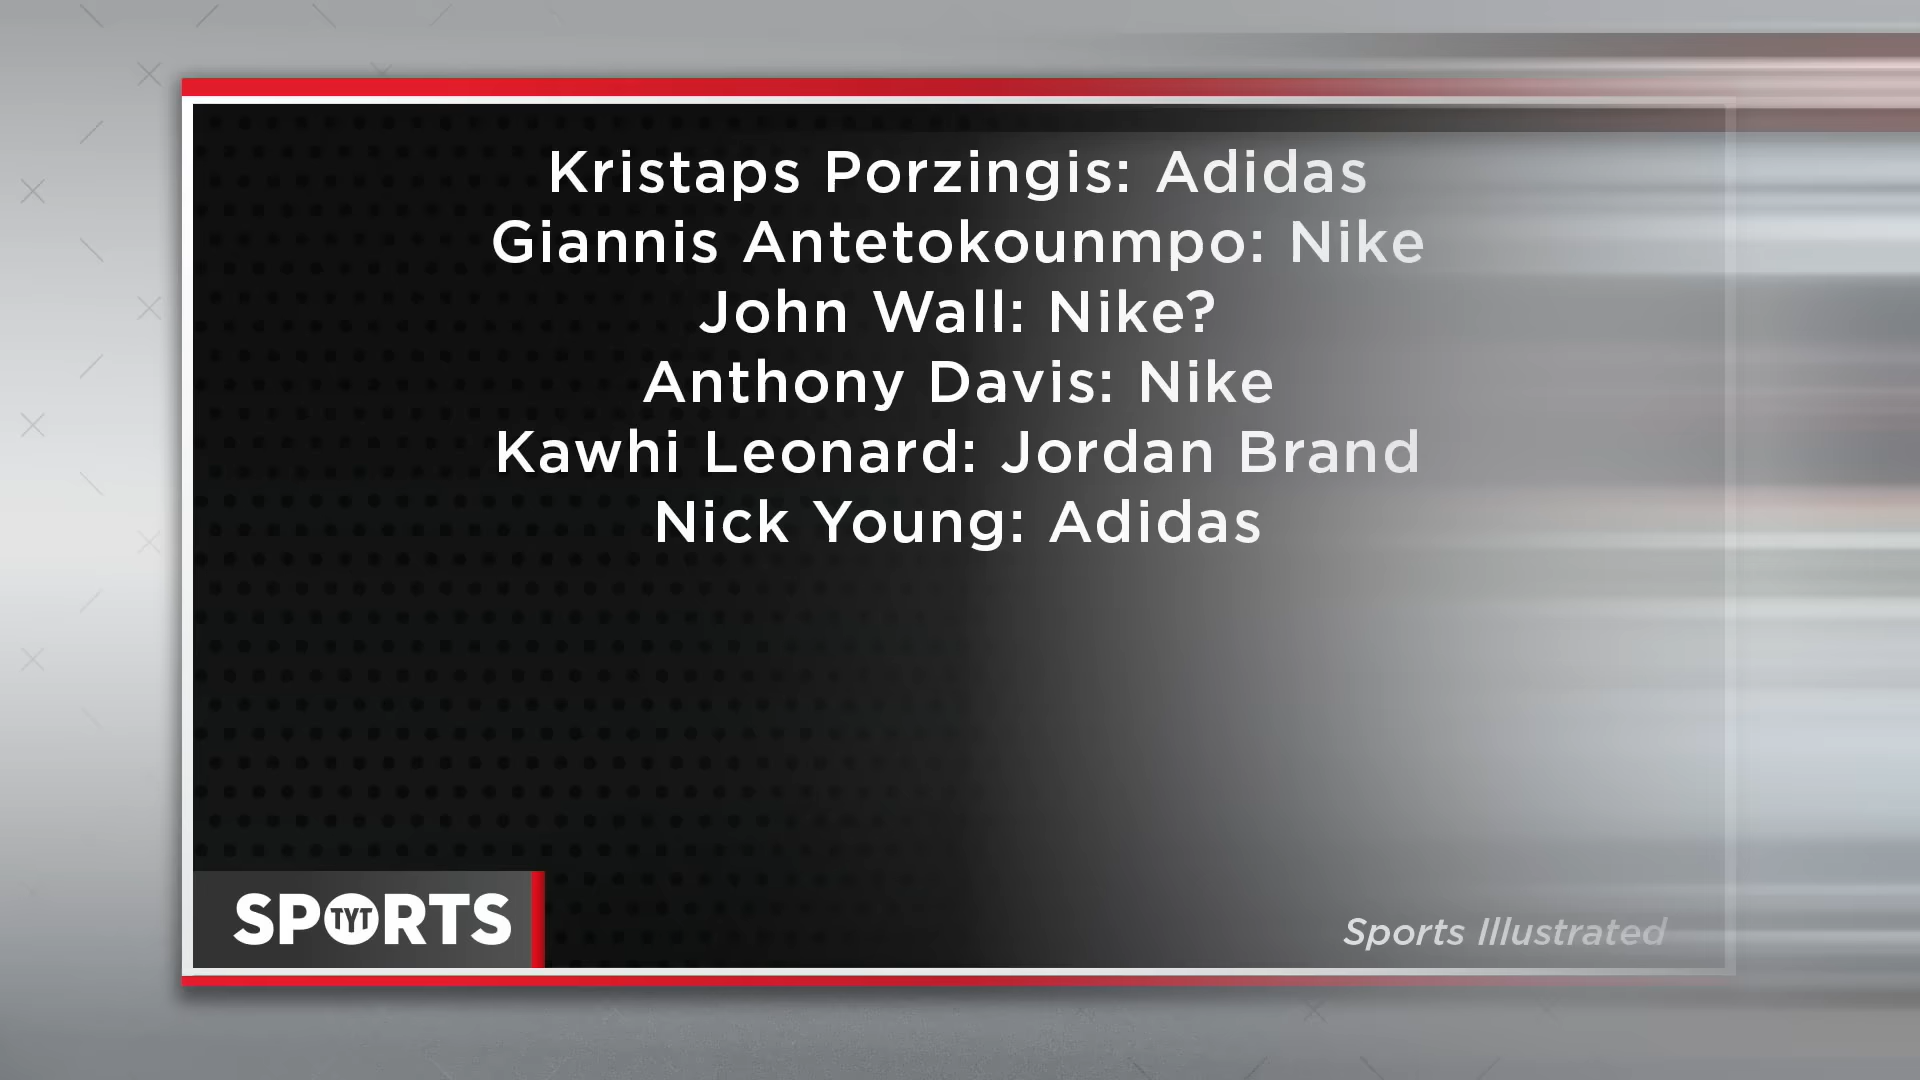 Kristaps Porzingis: Adidas
Giannis Antetokounmpo: Nike
John Wall: Nike?
Anthony Davis: Nike
Kawhi Leonard: Jordan Brand
Nick Young: Adidas
SPORTS
TYT
Sports Illustrated